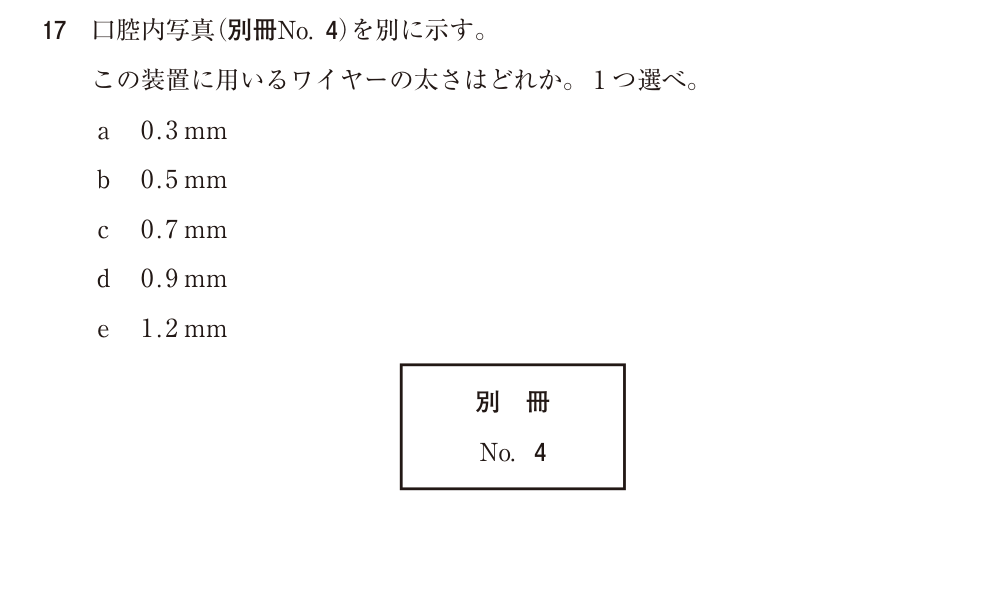 17 口腔内写真(別冊No. 4)を別に示す。
この装置に用いるワイヤーの太さはどれか。1つ選べ。
a 0.3 mm
b 0.5 mm
c 0.7 mm
d 0.9 mm
e 1.2 mm
別 冊
No. 4